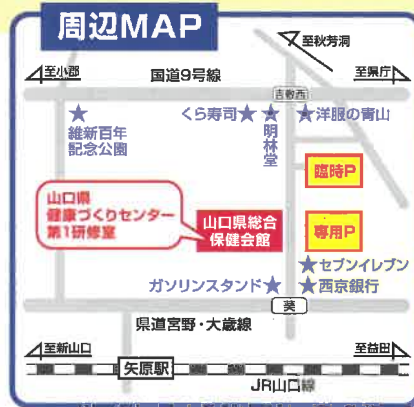 周辺MAP
至秋芳洞
至小郡
国道9号線
至県庁
吉敷西
くら寿司★
★
★洋服の青山
明林堂
★
維新百年
記念公園
臨時P
山口県
健康づくりセンター
第1研修室
山口県総合
保健会館
専用P
★セブンイレブン
ガソリンスタンド★
★西京銀行
葵
県道宮野・大歳線
至新山口
矢原駅
至益田
JR山口線